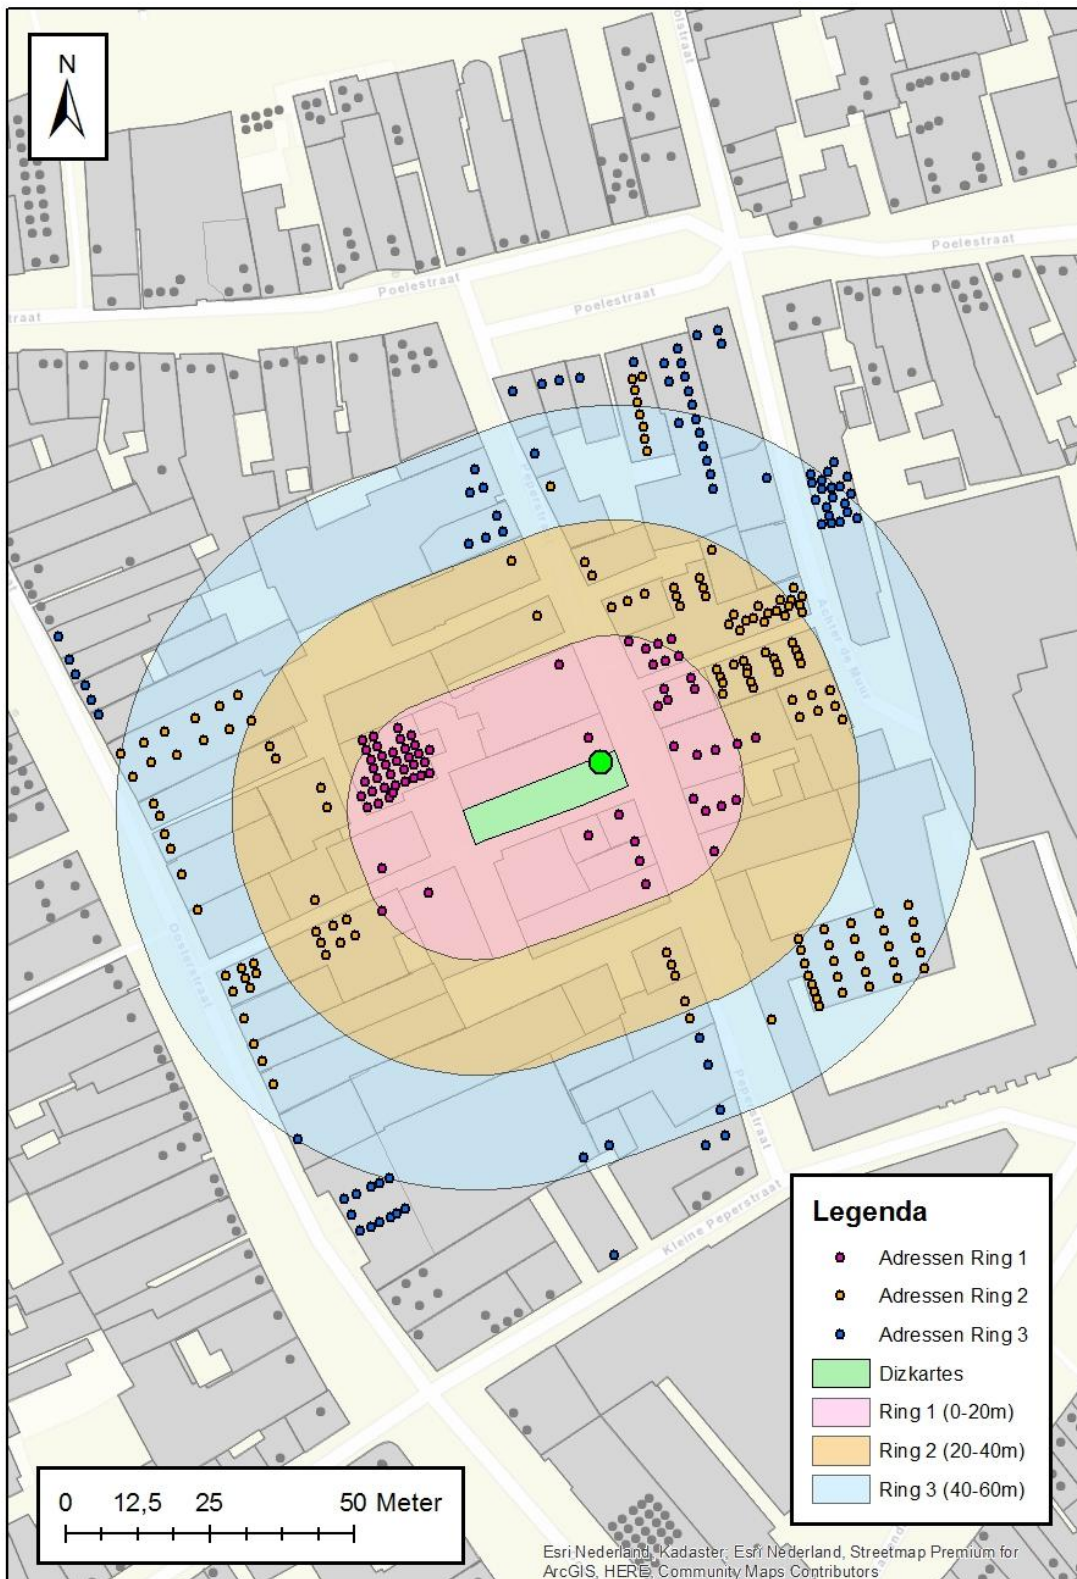 N
olstraat
Poelestraat
Poelestraat
Poelestraat
traat
Peperstraat
Achter de Muur
Oosterstraat
Peperstraat
Kleine Peperstraat
Legenda
Adressen Ring 1
Adressen Ring 2
Adressen Ring 3
Dizkartes
Ring 1 (0-20m)
Ring 2 (20-40m)
Ring 3 (40-60m)
0 12,5 25 50 Meter
Esri Nederland, Kadaster, Esri Nederland, Streetmap Premium for
ArcGIS, HERE, Community Maps Contributors